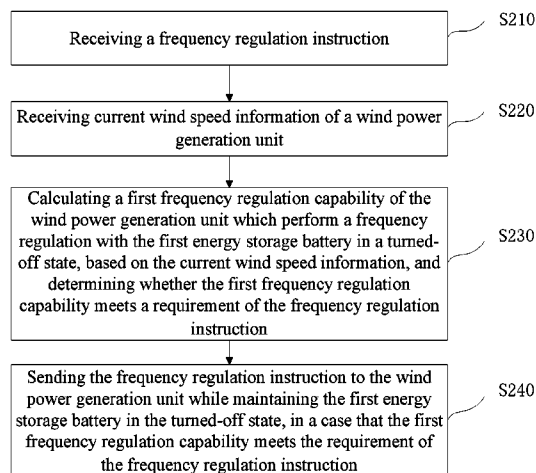 Receiving a frequency regulation instruction
S210
Receiving current wind speed information of a wind power
generation unit
S220
Calculating a first frequency regulation capability of the
wind power generation unit which perform a frequency
regulation with the first energy storage battery in a turned-
off state, based on the current wind speed information, and
determining whether the first frequency regulation
capability meets a requirement of the frequency regulation
instruction
S230
Sending the frequency regulation instruction to the wind
power generation unit while maintaining the first energy
storage battery in the turned-off state, in a case that the first
frequency regulation capability meets the requirement of
the frequency regulation instruction
S240